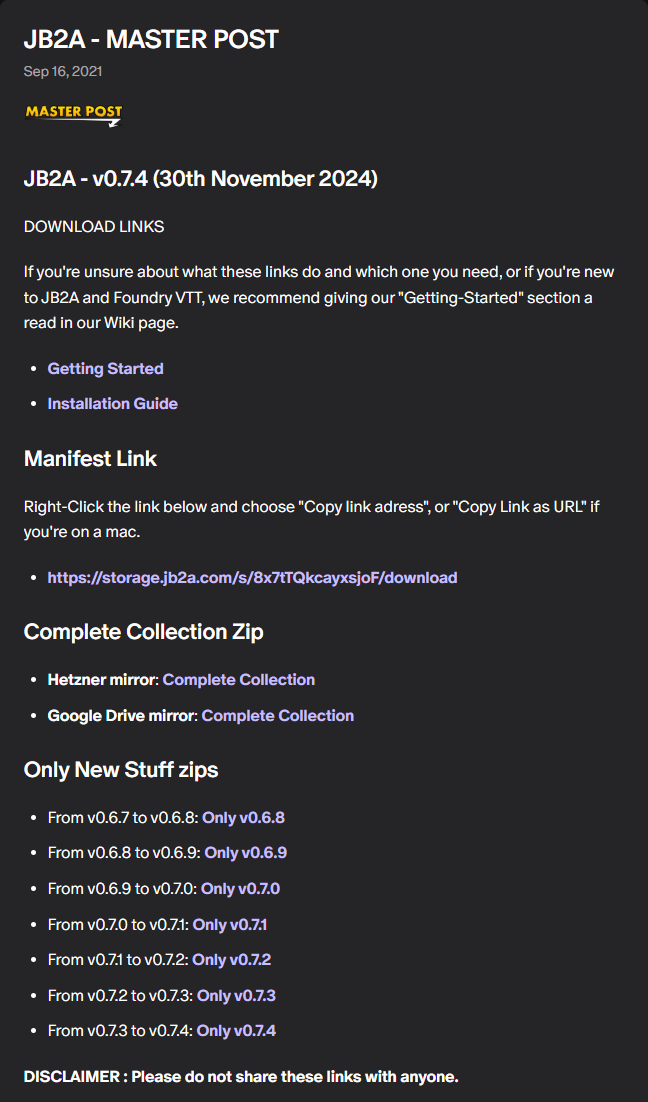 JB2A - MASTER POST
Sep 16, 2021
MASTER POST
JB2A - v0.7.4 (30th November 2024)
DOWNLOAD LINKS
If you're unsure about what these links do and which one you need, or if you're new
to JB2A and Foundry VTT, we recommend giving our "Getting-Started" section a
read in our Wiki page.
• Getting Started
• Installation Guide
Manifest Link
Right-Click the link below and choose "Copy link adress", or "Copy Link as URL" if
you're on a mac.
• https://storage.jb2a.com/s/8x7tTQkcayxsjoF/download
Complete Collection Zip
• Hetzner mirror: Complete Collection
• Google Drive mirror: Complete Collection
Only New Stuff zips
• From v0.6.7 to v0.6.8: Only v0.6.8
• From v0.6.8 to v0.6.9: Only v0.6.9
• From v0.6.9 to v0.7.0: Only v0.7.0
• From v0.7.0 to v0.7.1: Only v0.7.1
• From v0.7.1 to v0.7.2: Only v0.7.2
• From v0.7.2 to v0.7.3: Only v0.7.3
• From v0.7.3 to v0.7.4: Only v0.7.4
DISCLAIMER : Please do not share these links with anyone.